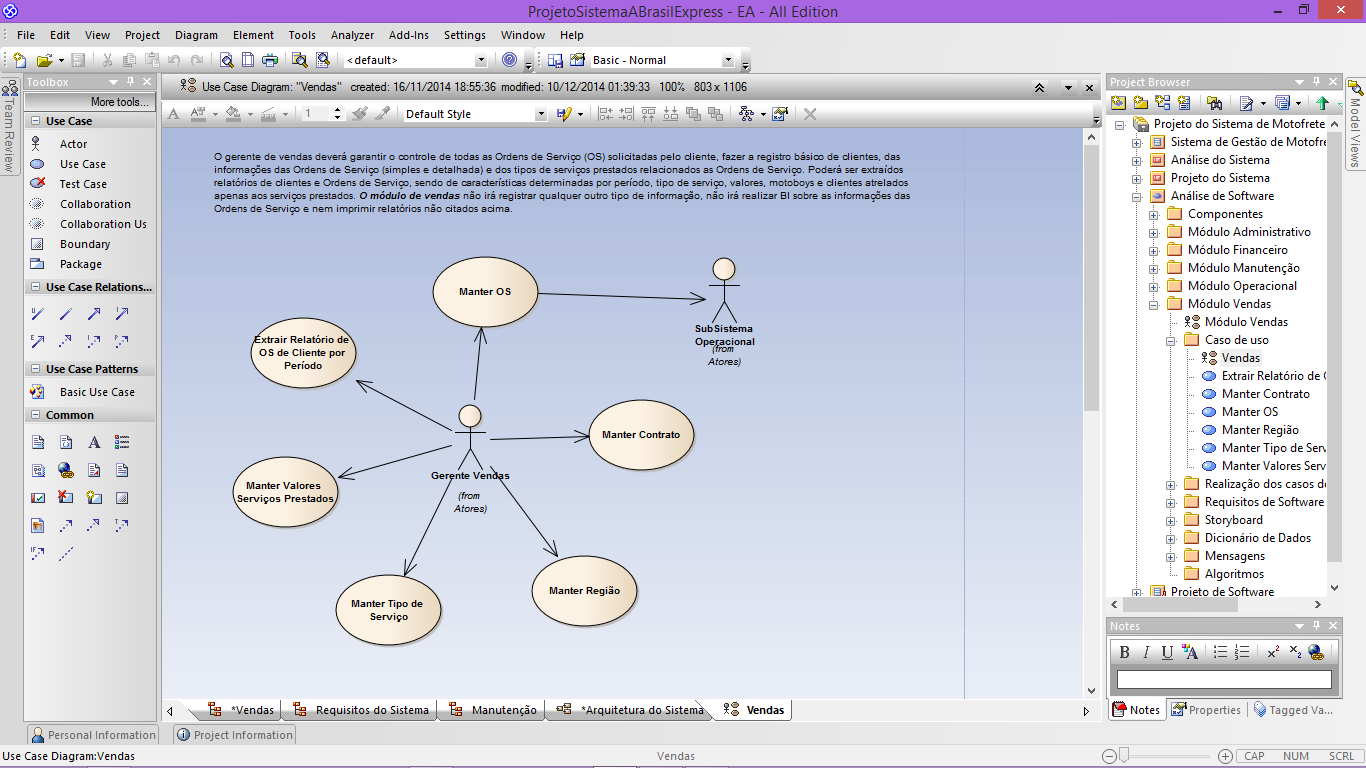 ProjetoSistemaABrasilExpress - EA - All Edition
File Edit View Project Diagram Element Tools Analyzer Add-Ins Settings Window Help
<default>
Basic - Normal
Team Review
Toolbox
More tools...
Use Case
Actor
Use Case
Test Case
Collaboration
Collaboration Us
Boundary
Package
Use Case Relations...
Use Case Patterns
Basic Use Case
Common
Use Case Diagram: "Vendas" created: 16/11/2014 18:55:36 modified: 10/12/2014 01:39:33 100% 803 x 1106
1
Default Style
O gerente de vendas deverá garantir o controle de todas as Ordens de Serviço (OS) solicitadas pelo cliente, fazer a registro básico de clientes, das
informações das Ordens de Serviço (simples e detalhada) e dos tipos de serviços prestados relacionados as Ordens de Serviço. Poderá ser extraídos
relatórios de clientes e Ordens de Serviço, sendo de características determinadas por período, tipo de serviço, valores, motoboys e clientes atrelados
apenas aos serviços prestados. O módulo de vendas não irá registrar qualquer outro tipo de informação, não irá realizar BI sobre as informações das
Ordens de Serviço e nem imprimir relatórios não citados acima.
Manter OS
SubSistema
Operacional
(from
Atores)
Extrair Relatório de
OS de Cliente por
Período
Manter Contrato
Gerente Vendas
(from
Atores)
Manter Valores
Serviços Prestados
Manter Região
Manter Tipo de
Serviço
*Vendas
Requisitos do Sistema
Manutenção
*Arquitetura do Sistema
Vendas
Project Browser
Projeto do Sistema de Motofrete
Sistema de Gestão de Motofre
Análise do Sistema
Projeto do Sistema
Análise de Software
Componentes
Módulo Administrativo
Módulo Financeiro
Módulo Manutenção
Módulo Operacional
Módulo Vendas
Módulo Vendas
Caso de uso
Vendas
Extrair Relatório de
Manter Contrato
Manter OS
Manter Região
Manter Tipo de Serv
Manter Valores Serv
Realização dos casos d
Requisitos de Software
Storyboard
Dicionário de Dados
Mensagens
Algoritmos
Projeto de Software
Model Views
Notes
B I U A x² x₂
Notes
Properties
Tagged Va...
Personal Information
Project Information
Use Case Diagram:Vendas
Vendas
CAP NUM SCRL